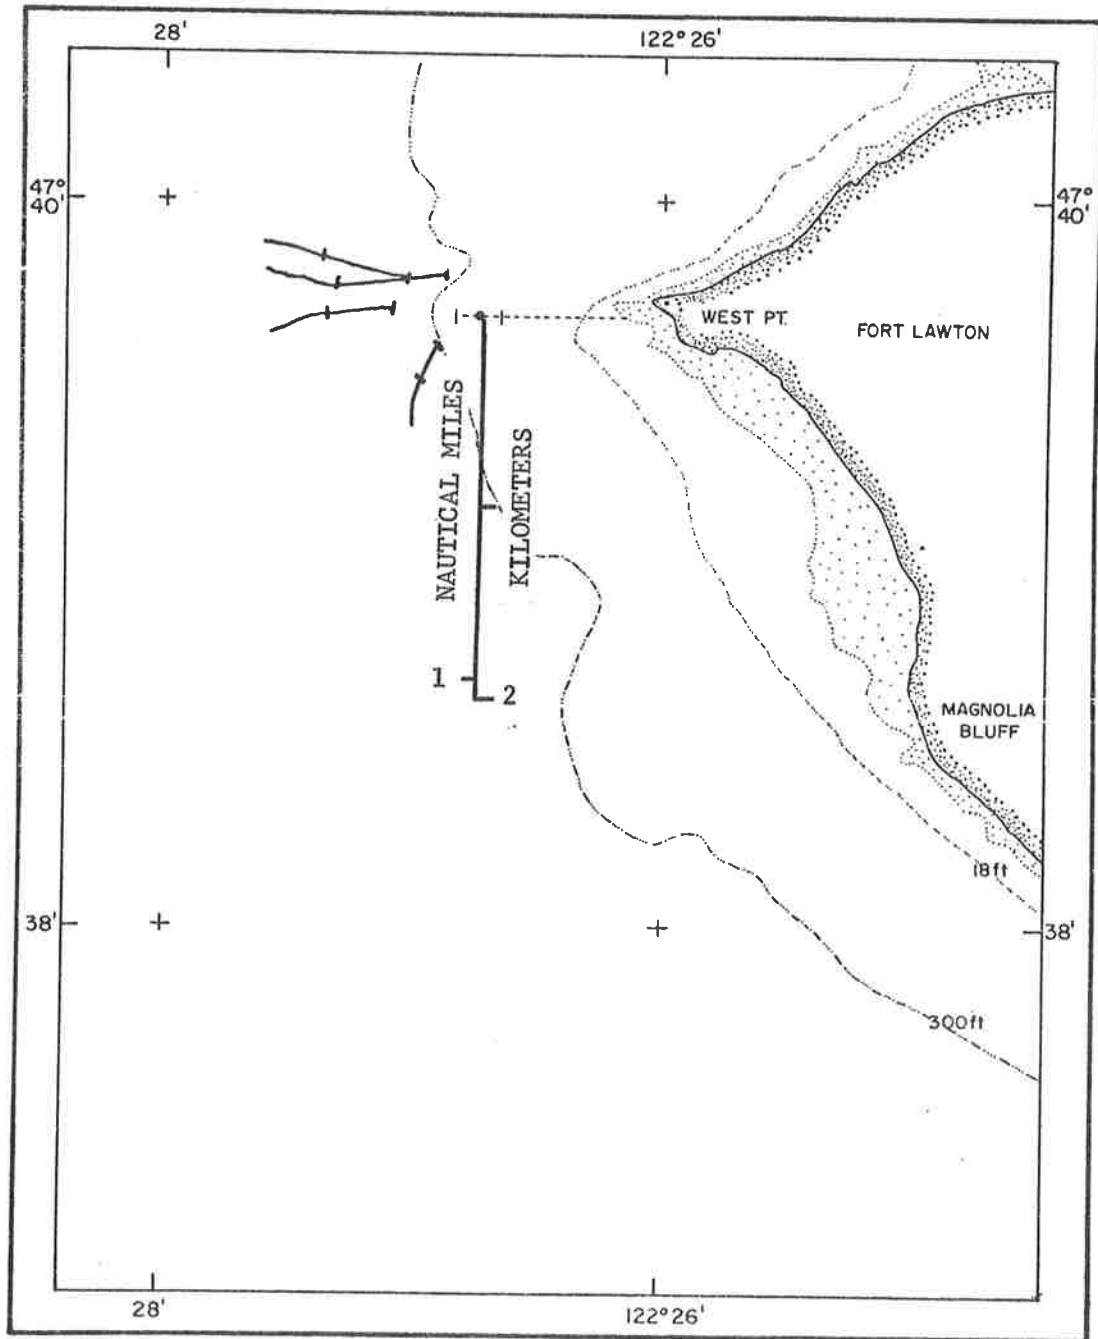 28'
122° 26'
47°
40'
47°
40'
WEST PT.
FORT LAWTON
NAUTICAL MILES
KILOMETERS
1
2
MAGNOLIA
BLUFF
18ft
38'
38'
300ft
28'
122° 26'